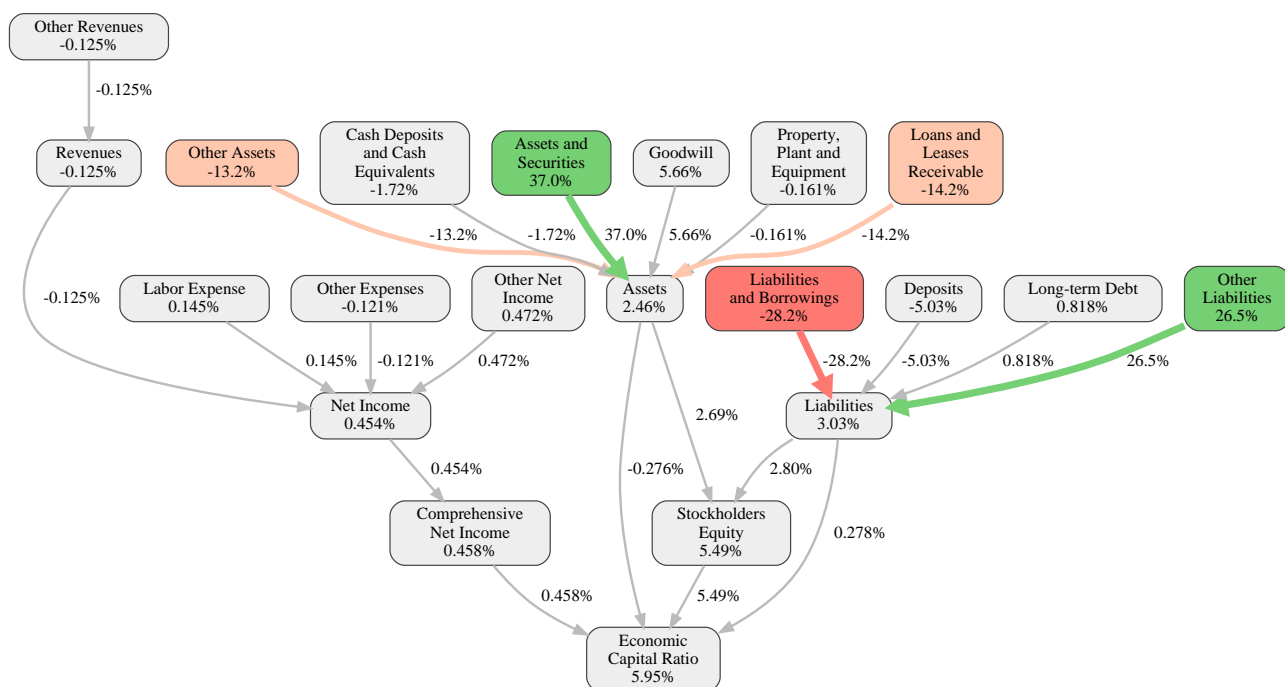 Other Revenues
-0.125%
-0.125%
Revenues
-0.125%
Other Assets
-13.2%
Cash Deposits
and Cash
Equivalents
-1.72%
Assets and
Securities
37.0%
Goodwill
5.66%
Property,
Plant and
Equipment
-0.161%
Loans and
Leases
Receivable
-14.2%
-13.2%
-1.72%
37.0%
5.66%
-0.161%
-14.2%
-0.125%
Labor Expense
0.145%
Other Expenses
-0.121%
Other Net
Income
0.472%
Assets
2.46%
Liabilities
and Borrowings
-28.2%
Deposits
-5.03%
Long-term Debt
0.818%
Other
Liabilities
26.5%
0.145%
-0.121%
0.472%
-28.2%
-5.03%
0.818%
26.5%
Net Income
0.454%
2.69%
Liabilities
3.03%
0.454%
-0.276%
2.80%
Comprehensive
Net Income
0.458%
Stockholders
Equity
5.49%
0.278%
0.458%
5.49%
Economic
Capital Ratio
5.95%